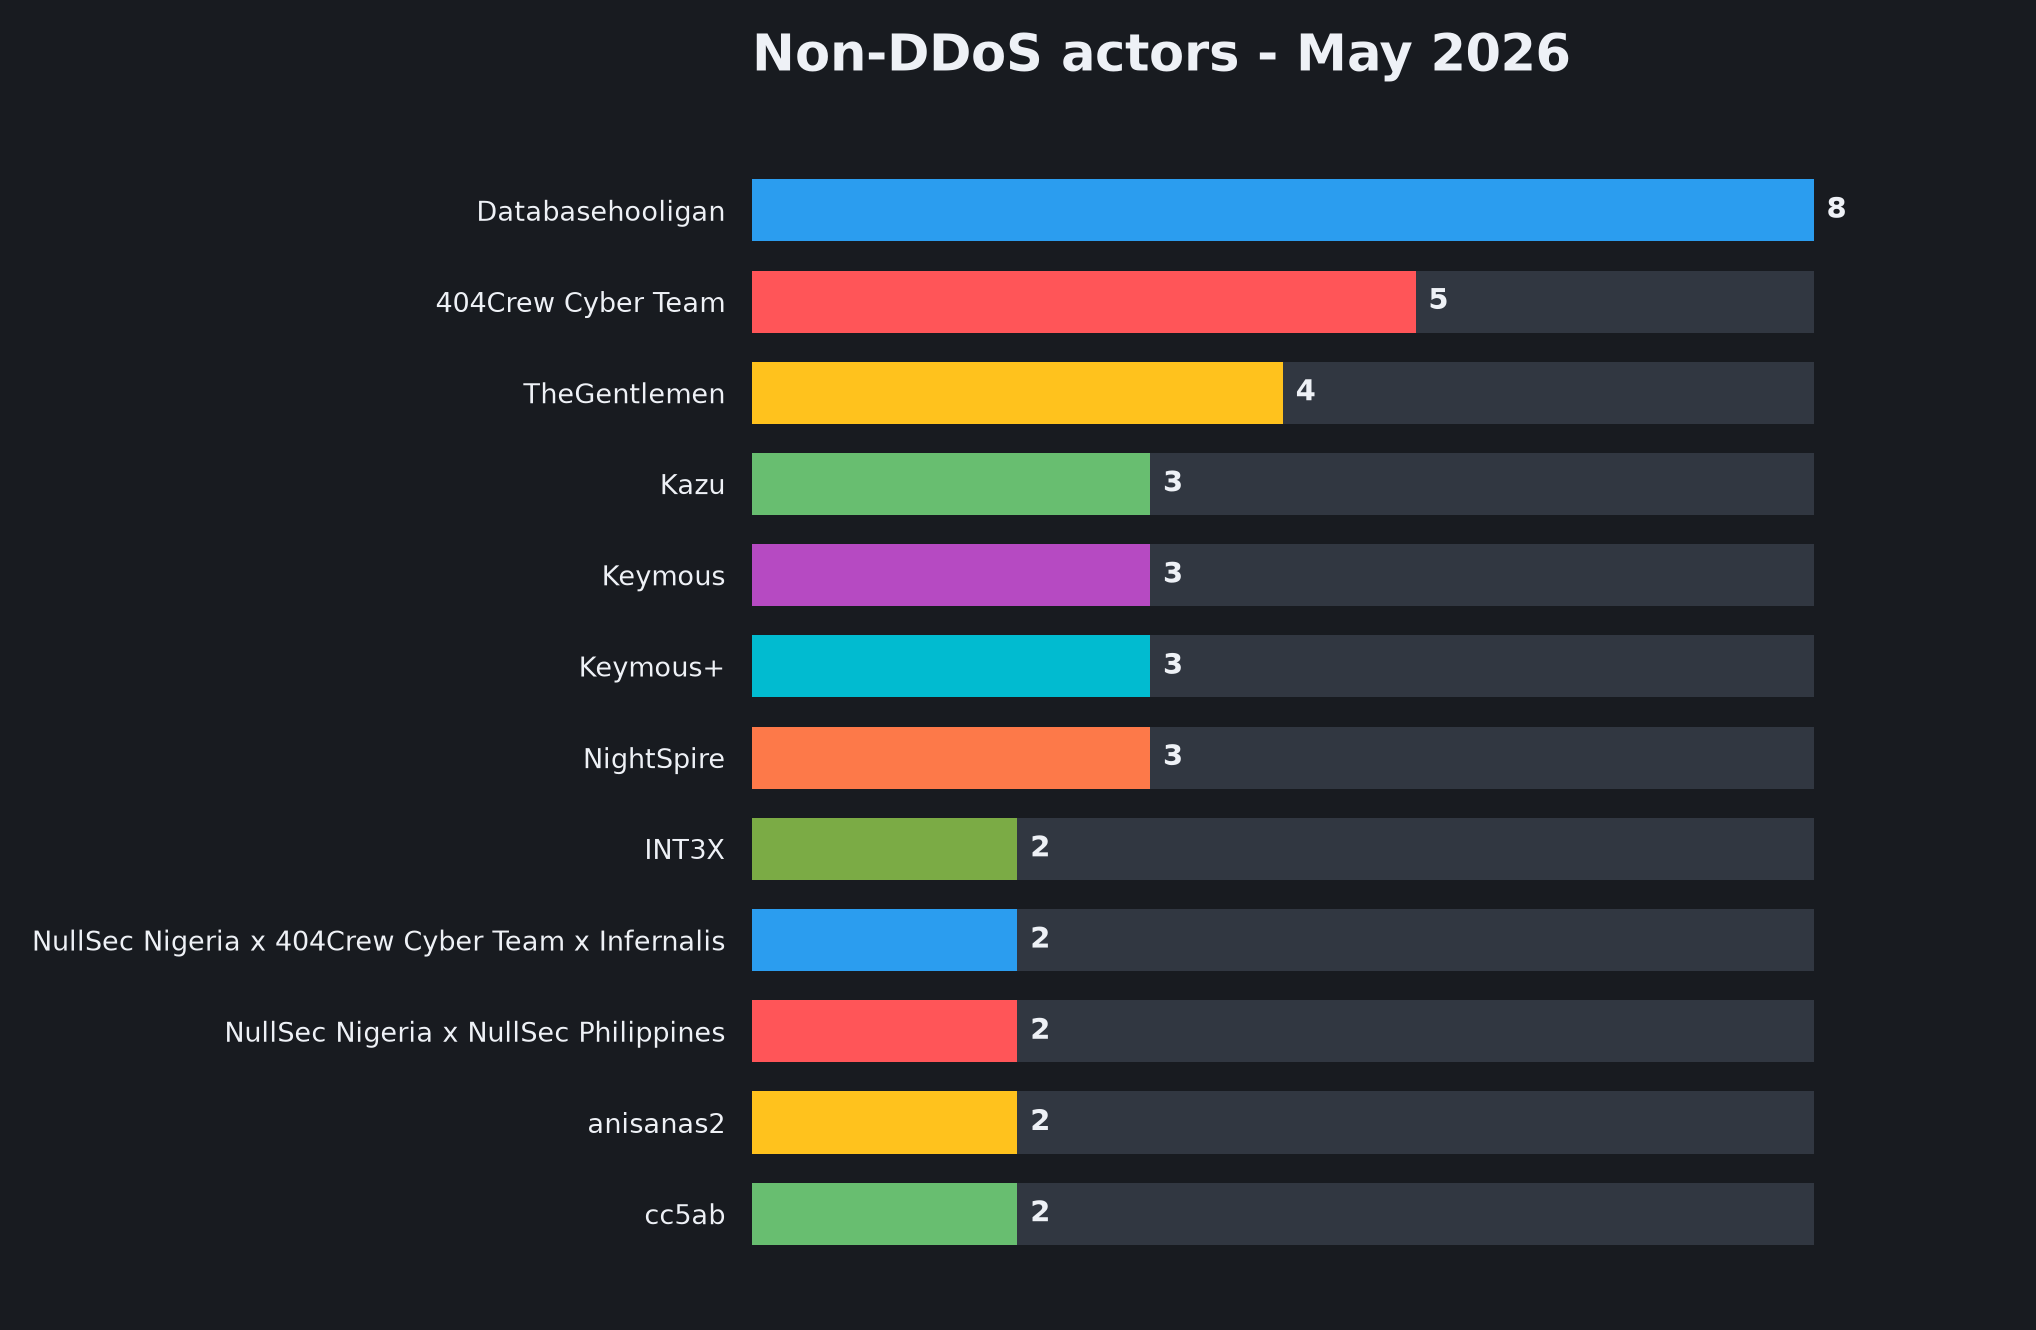 Non-DDoS actors - May 2026
Databasehooligan 8
404Crew Cyber Team 5
TheGentlemen 4
Kazu 3
Keymous 3
Keymous+ 3
NightSpire 3
INT3X 2
NullSec Nigeria x 404Crew Cyber Team x Infernalis 2
NullSec Nigeria x NullSec Philippines 2
anisanas2 2
cc5ab 2